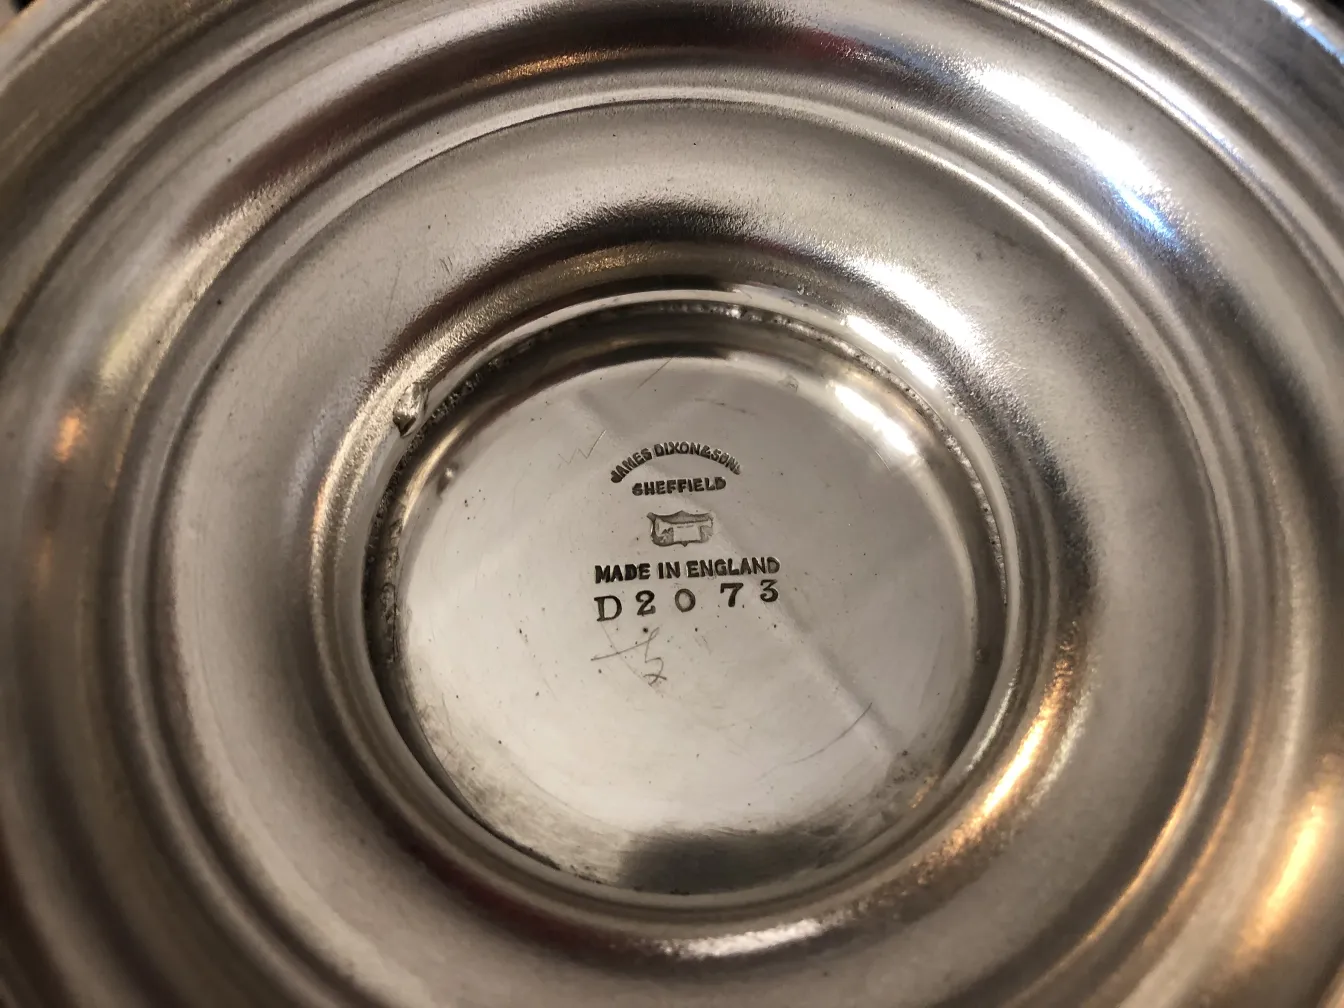 JAMES DIXON & SONS
SHEFFIELD
MADE IN ENGLAND
D2073